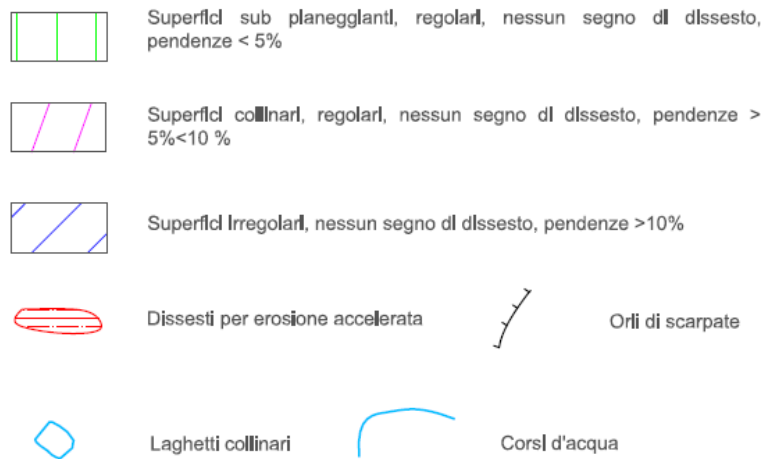 Superfici sub planeggianti, regolari, nessun segno di dissesto,
pendenze < 5%
Superfici collinari, regolari, nessun segno di dissesto, pendenze >
5%<10 %
Superfici Irregolari, nessun segno di dissesto, pendenze >10%
Dissesti per erosione accelerata
Orli di scarpate
Laghetti collinari
Corsi d'acqua